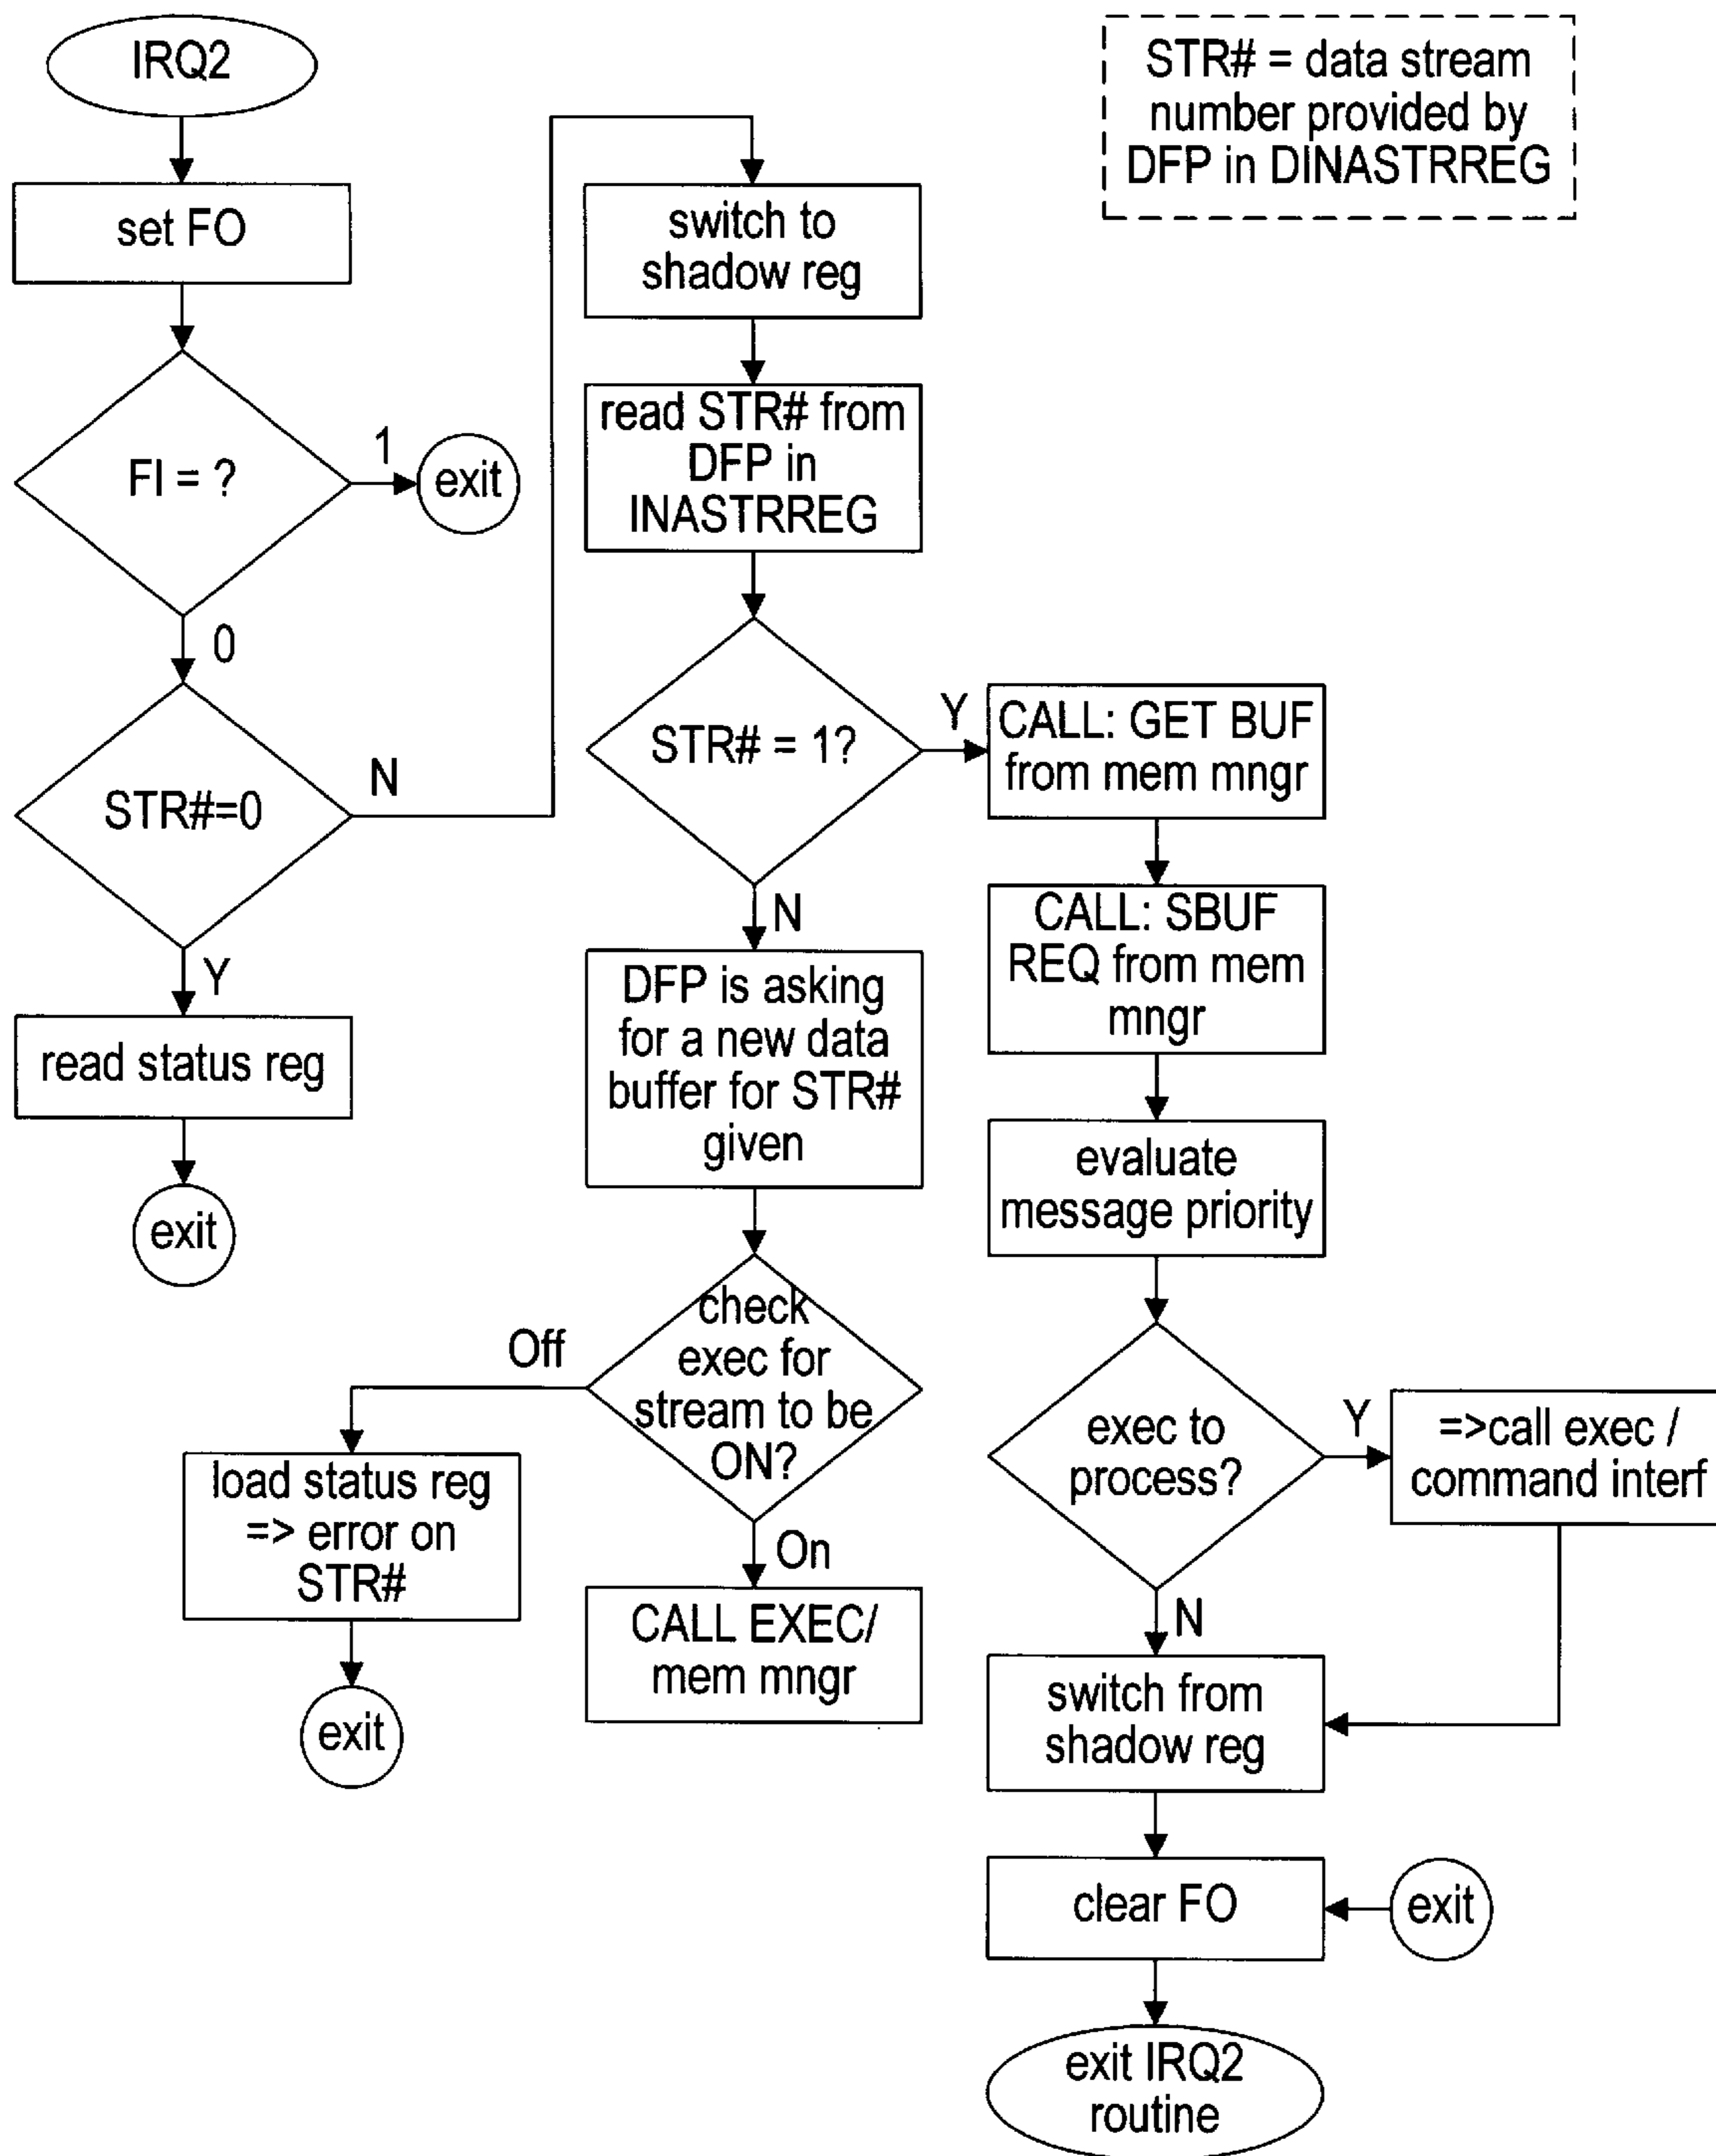 IRQ2
set FO
FI = ?
1
exit
0
STR#=0
N
Y
read status reg
exit
STR# = data stream
number provided by
DFP in DINASTRREG
switch to
shadow reg
read STR# from
DFP in
INASTRREG
STR# = 1?
Y
N
DFP is asking
for a new data
buffer for STR#
given
check
exec for
stream to be
ON?
Off
load status reg
=> error on
STR#
exit
On
CALL EXEC/
mem mngr
CALL: GET BUF
from mem mngr
CALL: SBUF
REQ from mem
mngr
evaluate
message priority
exec to
process?
Y
=>call exec /
command interf
N
switch from
shadow reg
clear FO
exit
exit IRQ2
routine